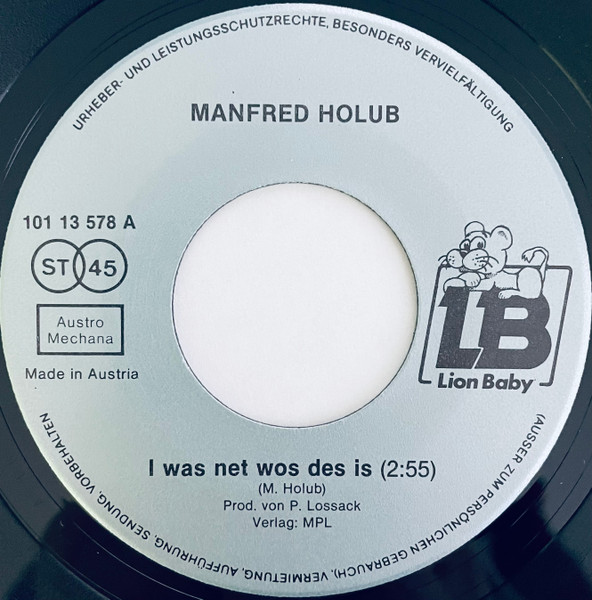 URHEBER- UND LEISTUNGSSCHUTZRECHTE, BESONDERS VERVIELFÄLTIGUNG
MANFRED HOLUB
101 13 578 A
ST 45
Austro
Mechana
Made in Austria
LB
Lion Baby
I was net wos des is (2:55)
(M. Holub)
Prod. von P. Lossack
Verlag: MPL
(AUSSER ZUM PERSÖNLICHEN GEBRAUCH), VERMIETUNG, AUFFÜHRUNG, SENDUNG, VORBEHALTEN